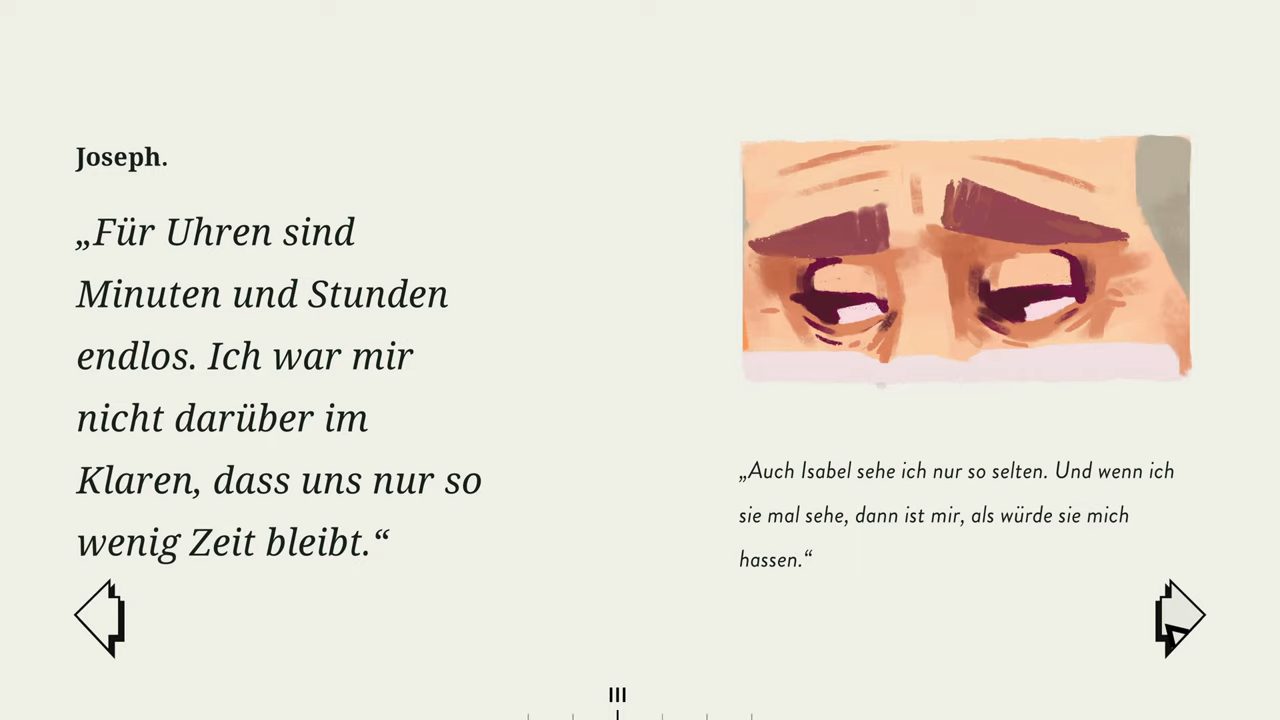 Joseph.
„Für Uhren sind
Minuten und Stunden
endlos. Ich war mir
nicht darüber im
Klaren, dass uns nur so
wenig Zeit bleibt.“
„Auch Isabel sehe ich nur so selten. Und wenn ich
sie mal sehe, dann ist mir, als würde sie mich
hassen.“
III